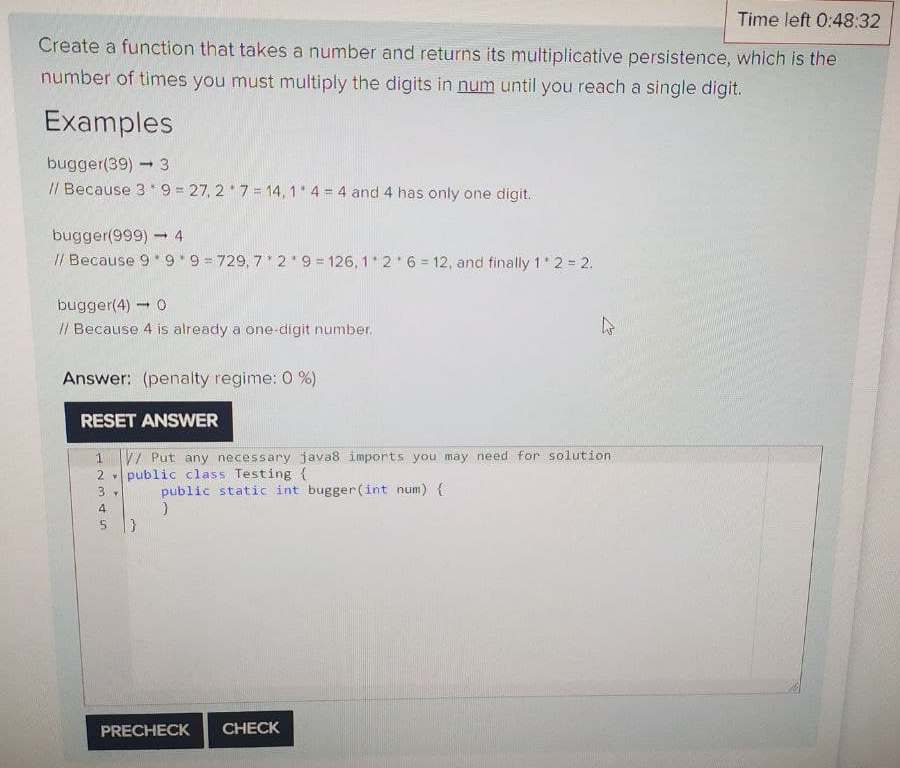 Time left 0:48:32
Create a function that takes a number and returns its multiplicative persistence, which is the
number of times you must multiply the digits in num until you reach a single digit.
Examples
bugger(39) → 3
// Because 3 * 9 = 27, 2 * 7 = 14, 1 * 4 = 4 and 4 has only one digit.
bugger(999) → 4
// Because 9 * 9 * 9 = 729, 7 * 2 * 9 = 126, 1 * 2 * 6 = 12, and finally 1 * 2 = 2.
bugger(4) → 0
// Because 4 is already a one-digit number.
Answer: (penalty regime: 0 %)
RESET ANSWER
1 // Put any necessary java8 imports you may need for solution
2 public class Testing {
3 public static int bugger(int num) {
4 }
5 }
PRECHECK CHECK